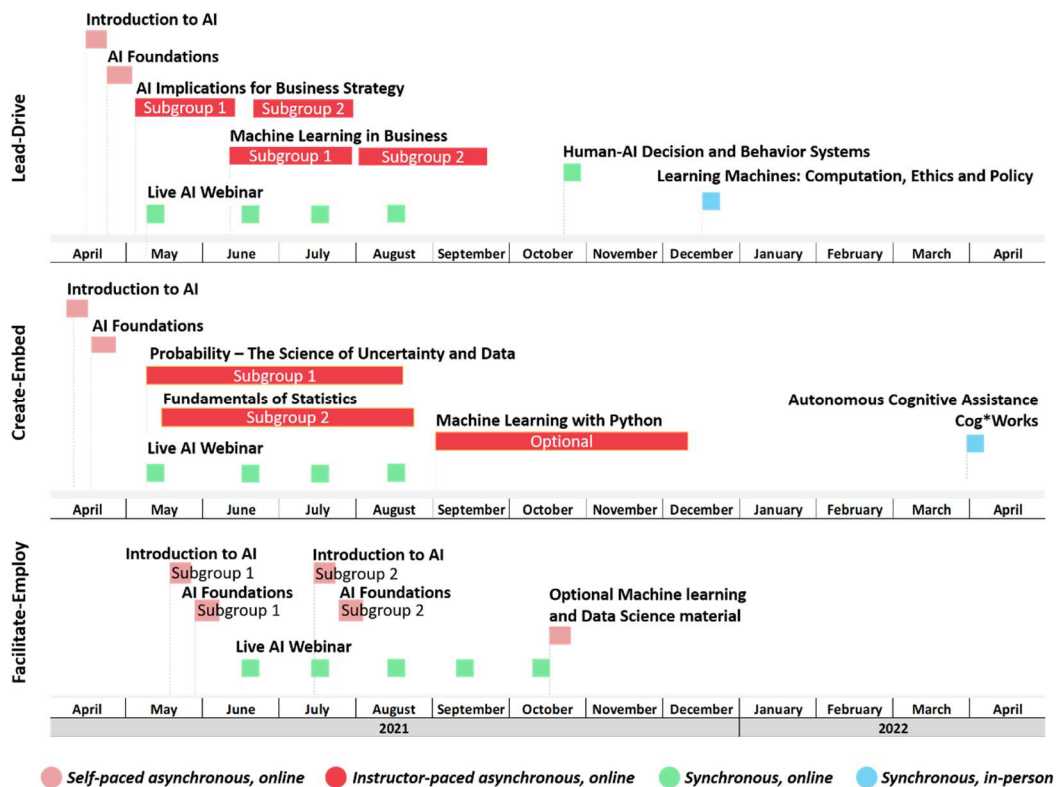 Lead-Drive
Introduction to AI
AI Foundations
AI Implications for Business Strategy
Subgroup 1 Subgroup 2
Machine Learning in Business
Subgroup 1 Subgroup 2
Human-AI Decision and Behavior Systems
Learning Machines: Computation, Ethics and Policy
Live AI Webinar
April May June July August September October November December January February March April
Create-Embed
Introduction to AI
AI Foundations
Probability – The Science of Uncertainty and Data
Subgroup 1
Fundamentals of Statistics
Subgroup 2
Machine Learning with Python
Optional
Autonomous Cognitive Assistance
Cog*Works
Live AI Webinar
April May June July August September October November December January February March April
Facilitate-Employ
Introduction to AI Introduction to AI
Subgroup 1 Subgroup 2
AI Foundations AI Foundations
Subgroup 1 Subgroup 2
Optional Machine learning
and Data Science material
Live AI Webinar
April May June July August September October November December January February March April
2021 2022
Self-paced asynchronous, online Instructor-paced asynchronous, online Synchronous, online Synchronous, in-person